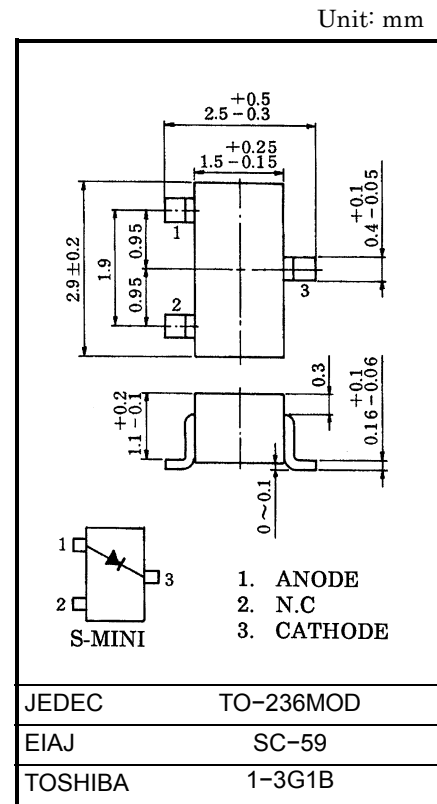 Unit: mm
+0.5
2.5 −0.3
+0.25
1.5 −0.15
+0.1
0.4 −0.05
2.9 ± 0.2
1.9
0.95
0.95
1
2
3
+0.2
1.1 −0.1
0.3
+0.1
0.16 −0.06
0 ~ 0.1
1
2
3
S-MINI
1. ANODE
2. N.C
3. CATHODE
JEDEC TO−236MOD
EIAJ SC−59
TOSHIBA 1−3G1B